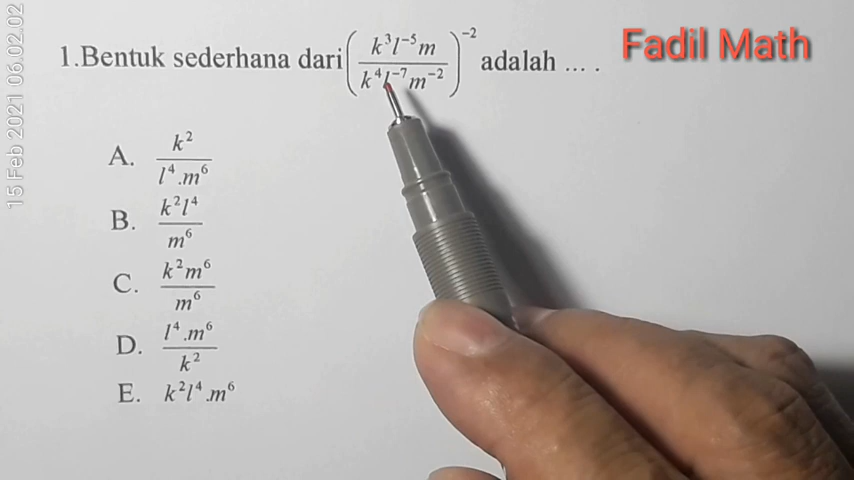 Fadil Math
15 Feb 2021 06.02.02
1.Bentuk sederhana dari (k³l⁻⁵m / k⁴l⁻⁷m⁻²)⁻² adalah ... .
A. k² / l⁴.m⁶
B. k²l⁴ / m⁶
C. k²m⁶ / m⁶
D. l⁴.m⁶ / k²
E. k²l⁴.m⁶